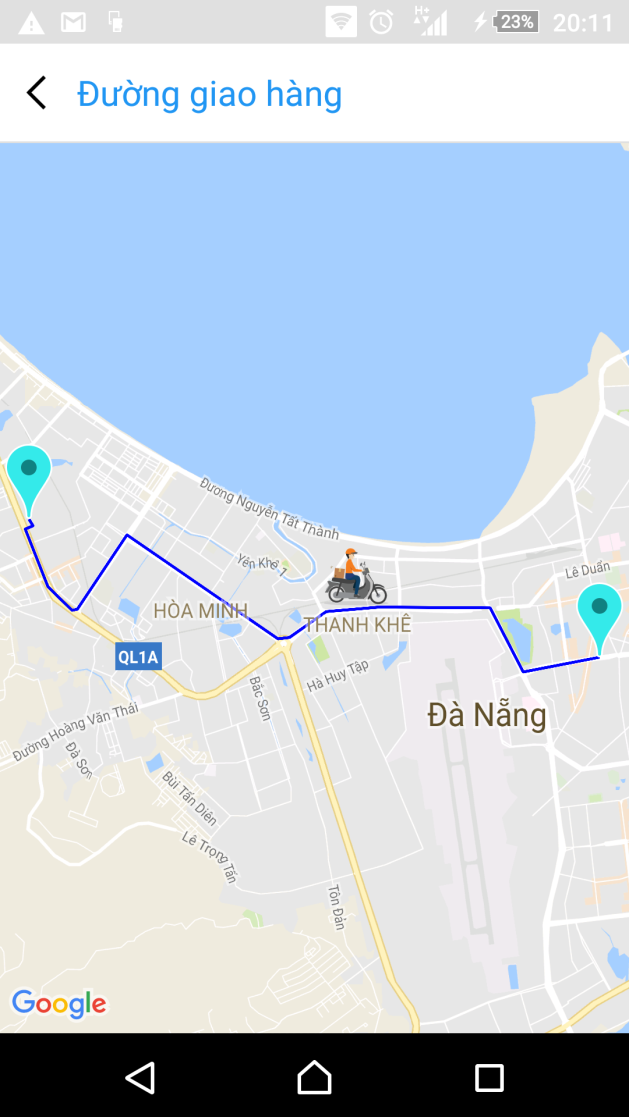 H+
23%
20:11
Đường giao hàng
Đương Nguyễn Tất Thành
Yên Khê 1
Lê Duẩn
HÒA MINH
THANH KHÊ
QL1A
Hà Huy Tập
Bắc Sơn
Đà Nẵng
Đường Hoàng Văn Thái
Đà Sơn
Bùi Tấn Diên
Lê Trọng Tấn
Tôn Đản
Google